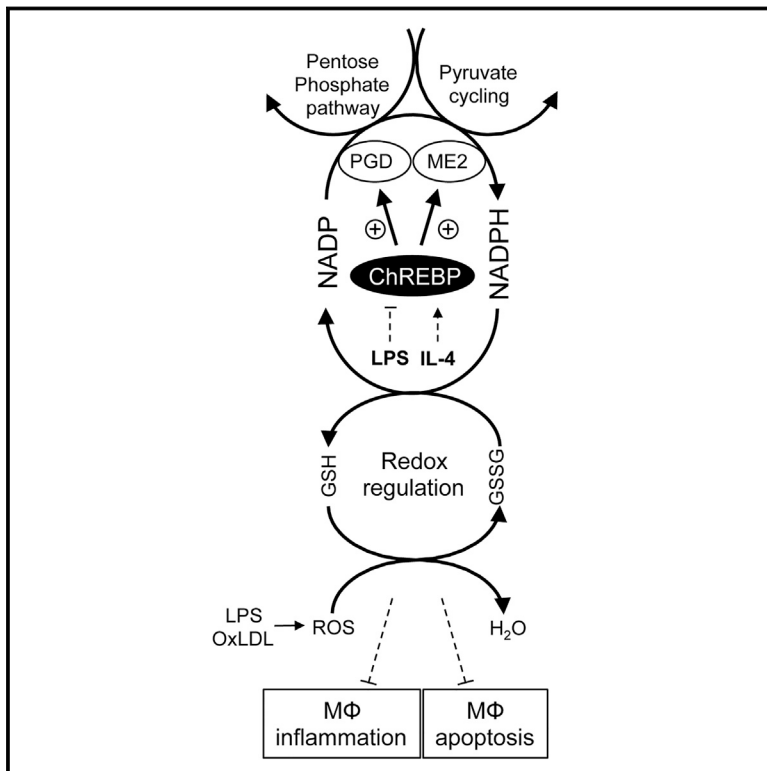 Pentose
Phosphate
pathway
Pyruvate
cycling
PGD
ME2
NADP
NADPH
+
+
ChREBP
LPS
IL-4
GSH
Redox
regulation
GSSG
LPS
OxLDL
ROS
H₂O
MΦ
inflammation
MΦ
apoptosis